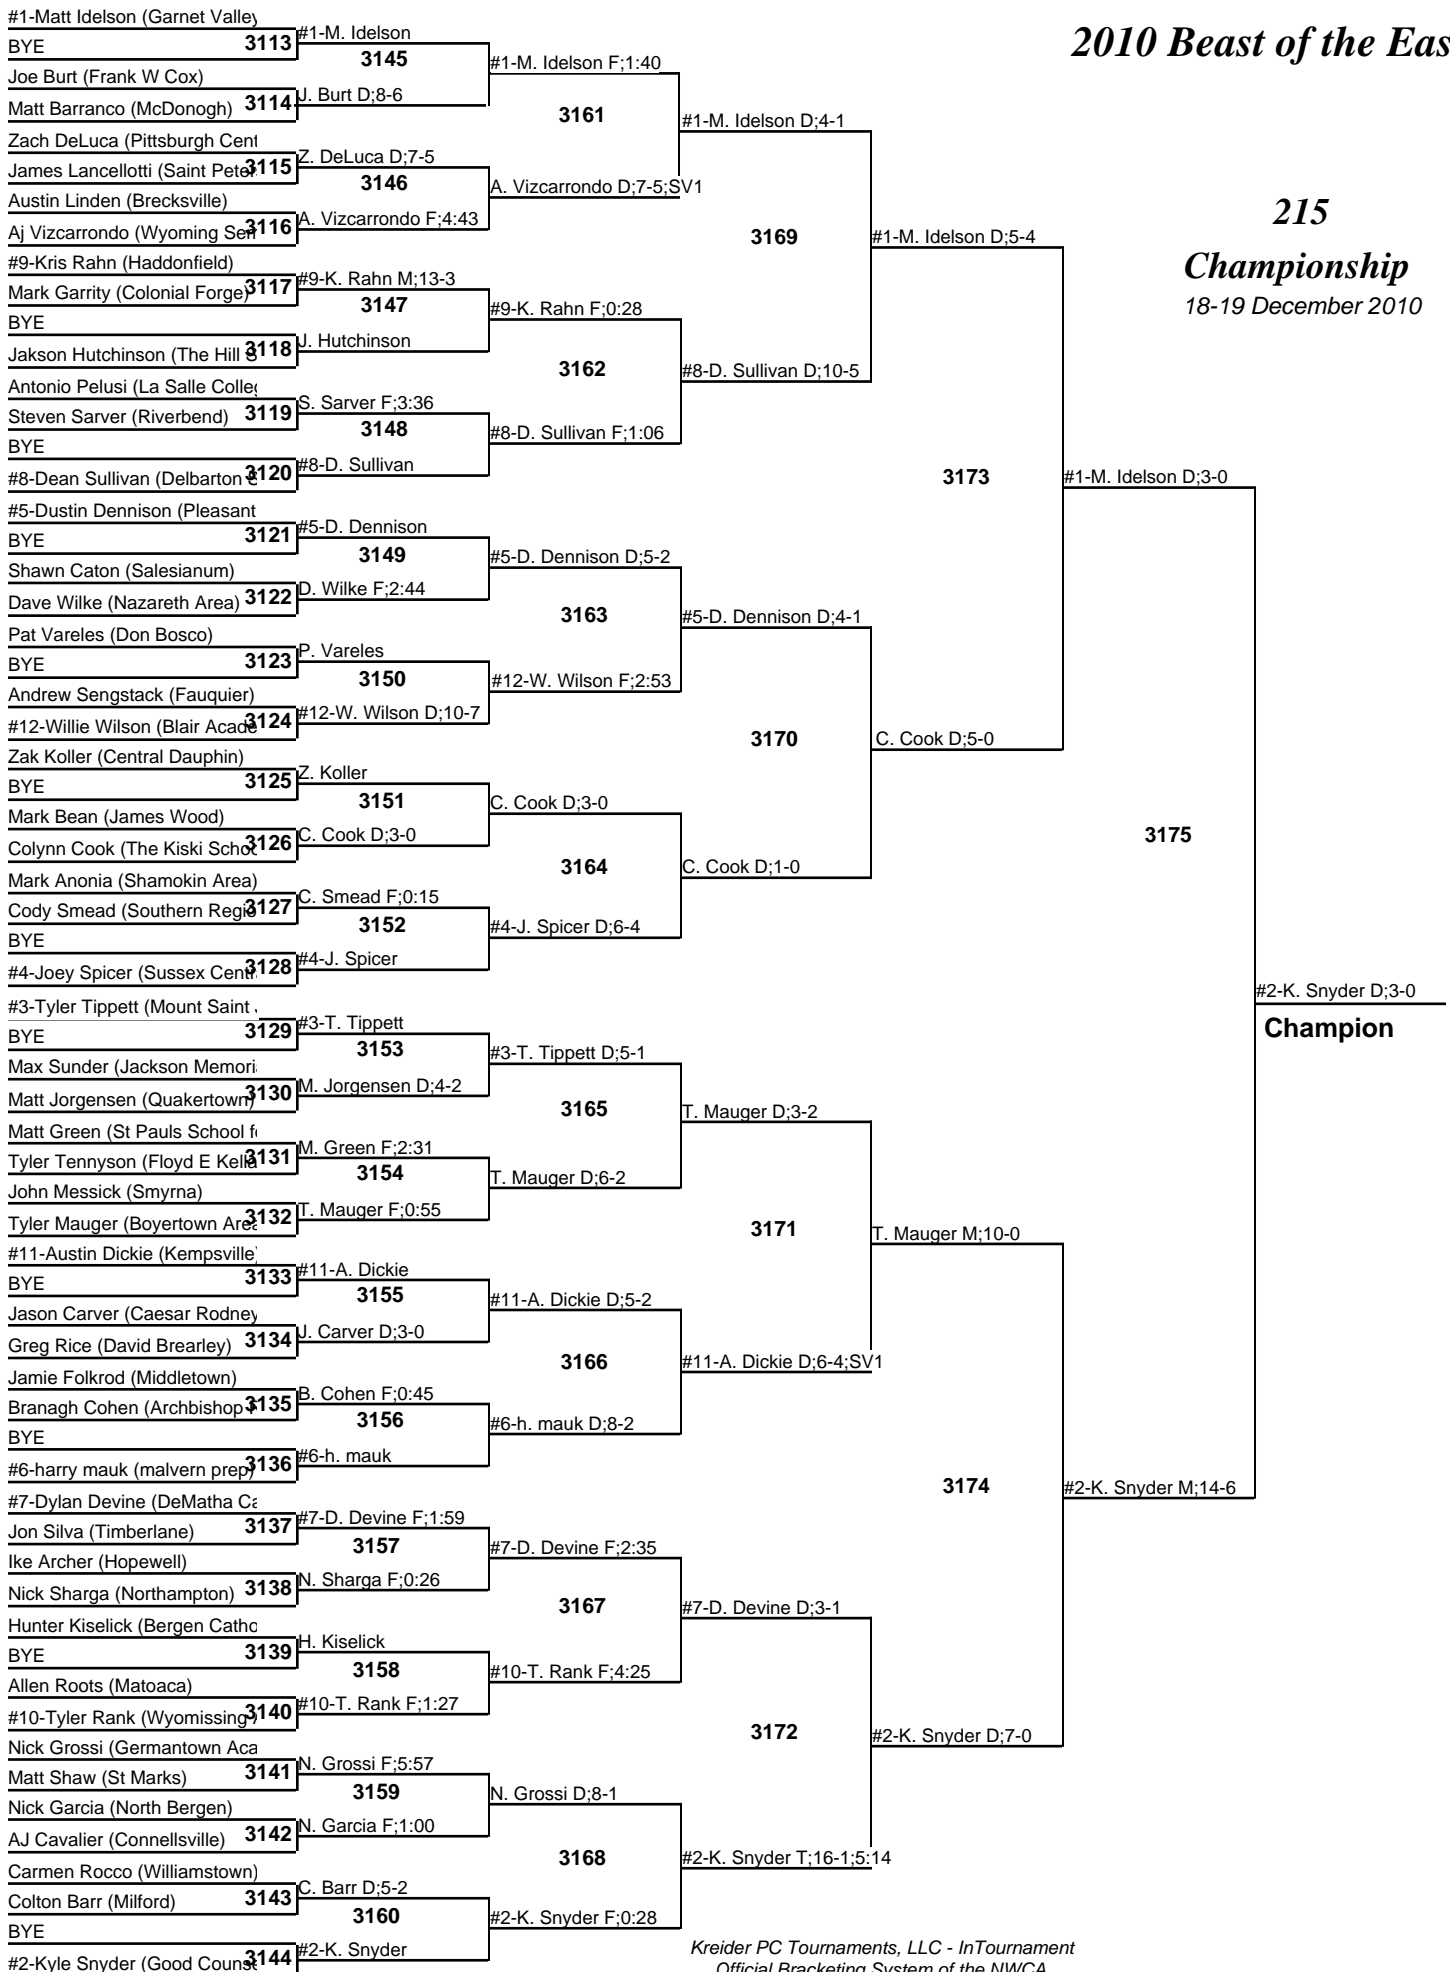 2010 Beast of the Eas
215
Championship
18-19 December 2010
#1-Matt Idelson (Garnet Valley
BYE
3113
Joe Burt (Frank W Cox)
Matt Barranco (McDonogh)
3114
Zach DeLuca (Pittsburgh Cent
James Lancellotti (Saint Peter
3115
Austin Linden (Brecksville)
Aj Vizcarrondo (Wyoming Sem
3116
#9-Kris Rahn (Haddonfield)
Mark Garrity (Colonial Forge)
3117
BYE
Jakson Hutchinson (The Hill S
3118
Antonio Pelusi (La Salle Colleg
Steven Sarver (Riverbend)
3119
BYE
#8-Dean Sullivan (Delbarton S
3120
#5-Dustin Dennison (Pleasant
BYE
3121
Shawn Caton (Salesianum)
Dave Wilke (Nazareth Area)
3122
Pat Vareles (Don Bosco)
BYE
3123
Andrew Sengstack (Fauquier)
#12-Willie Wilson (Blair Acade
3124
Zak Koller (Central Dauphin)
BYE
3125
Mark Bean (James Wood)
Colynn Cook (The Kiski Schoo
3126
Mark Anonia (Shamokin Area)
Cody Smead (Southern Regio
3127
BYE
#4-Joey Spicer (Sussex Centr
3128
#3-Tyler Tippett (Mount Saint J
BYE
3129
Max Sunder (Jackson Memoria
Matt Jorgensen (Quakertown)
3130
Matt Green (St Pauls School fo
Tyler Tennyson (Floyd E Kella
3131
John Messick (Smyrna)
Tyler Mauger (Boyertown Area
3132
#11-Austin Dickie (Kempsville)
BYE
3133
Jason Carver (Caesar Rodney
Greg Rice (David Brearley)
3134
Jamie Folkrod (Middletown)
Branagh Cohen (Archbishop
3135
BYE
#6-harry mauk (malvern prep)
3136
#7-Dylan Devine (DeMatha Ca
Jon Silva (Timberlane)
3137
Ike Archer (Hopewell)
Nick Sharga (Northampton)
3138
Hunter Kiselick (Bergen Catho
BYE
3139
Allen Roots (Matoaca)
#10-Tyler Rank (Wyomissing
3140
Nick Grossi (Germantown Aca
Matt Shaw (St Marks)
3141
Nick Garcia (North Bergen)
AJ Cavalier (Connellsville)
3142
Carmen Rocco (Williamstown)
Colton Barr (Milford)
3143
BYE
#2-Kyle Snyder (Good Couns
3144
#1-M. Idelson
3145
J. Burt D;8-6
Z. DeLuca D;7-5
3146
A. Vizcarrondo F;4:43
#9-K. Rahn M;13-3
3147
J. Hutchinson
S. Sarver F;3:36
3148
#8-D. Sullivan
#5-D. Dennison
3149
D. Wilke F;2:44
P. Vareles
3150
#12-W. Wilson D;10-7
Z. Koller
3151
C. Cook D;3-0
C. Smead F;0:15
3152
#4-J. Spicer
#3-T. Tippett
3153
M. Jorgensen D;4-2
M. Green F;2:31
3154
T. Mauger F;0:55
#11-A. Dickie
3155
J. Carver D;3-0
B. Cohen F;0:45
3156
#6-h. mauk
#7-D. Devine F;1:59
3157
N. Sharga F;0:26
H. Kiselick
3158
#10-T. Rank F;1:27
N. Grossi F;5:57
3159
N. Garcia F;1:00
C. Barr D;5-2
3160
#2-K. Snyder
#1-M. Idelson F;1:40
3161
A. Vizcarrondo D;7-5;SV1
#9-K. Rahn F;0:28
3162
#8-D. Sullivan F;1:06
#5-D. Dennison D;5-2
3163
#12-W. Wilson F;2:53
C. Cook D;3-0
3164
#4-J. Spicer D;6-4
#3-T. Tippett D;5-1
3165
T. Mauger D;6-2
#11-A. Dickie D;5-2
3166
#6-h. mauk D;8-2
#7-D. Devine F;2:35
3167
#10-T. Rank F;4:25
N. Grossi D;8-1
3168
#2-K. Snyder F;0:28
#1-M. Idelson D;4-1
3169
#8-D. Sullivan D;10-5
#5-D. Dennison D;4-1
3170
C. Cook D;1-0
T. Mauger D;3-2
3171
#11-A. Dickie D;6-4;SV1
#7-D. Devine D;3-1
3172
#2-K. Snyder T;16-1;5:14
#1-M. Idelson D;5-4
3173
C. Cook D;5-0
T. Mauger M;10-0
3174
#2-K. Snyder D;7-0
#1-M. Idelson D;3-0
3175
#2-K. Snyder M;14-6
#2-K. Snyder D;3-0
Champion
Kreider PC Tournaments, LLC - InTournament
Official Bracketing System of the NWCA